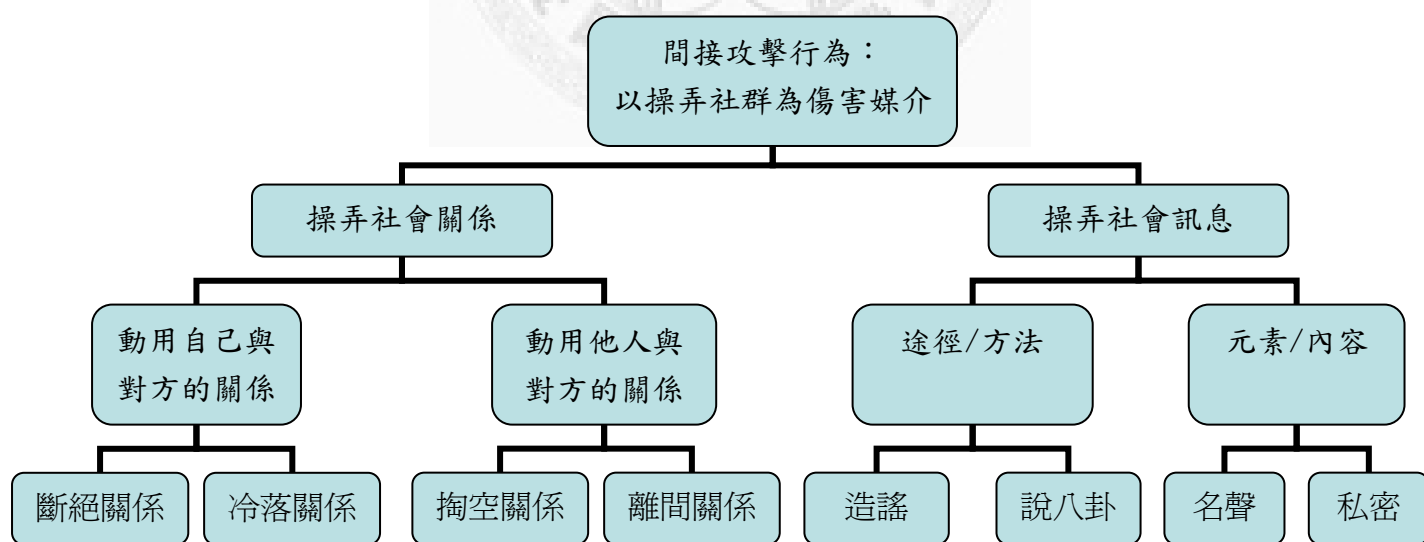 間接攻擊行為：
以操弄社群為傷害媒介
操弄社會關係
操弄社會訊息
動用自己與
對方的關係
動用他人與
對方的關係
途徑/方法
元素/內容
斷絕關係
冷落關係
掏空關係
離間關係
造謠
說八卦
名聲
私密